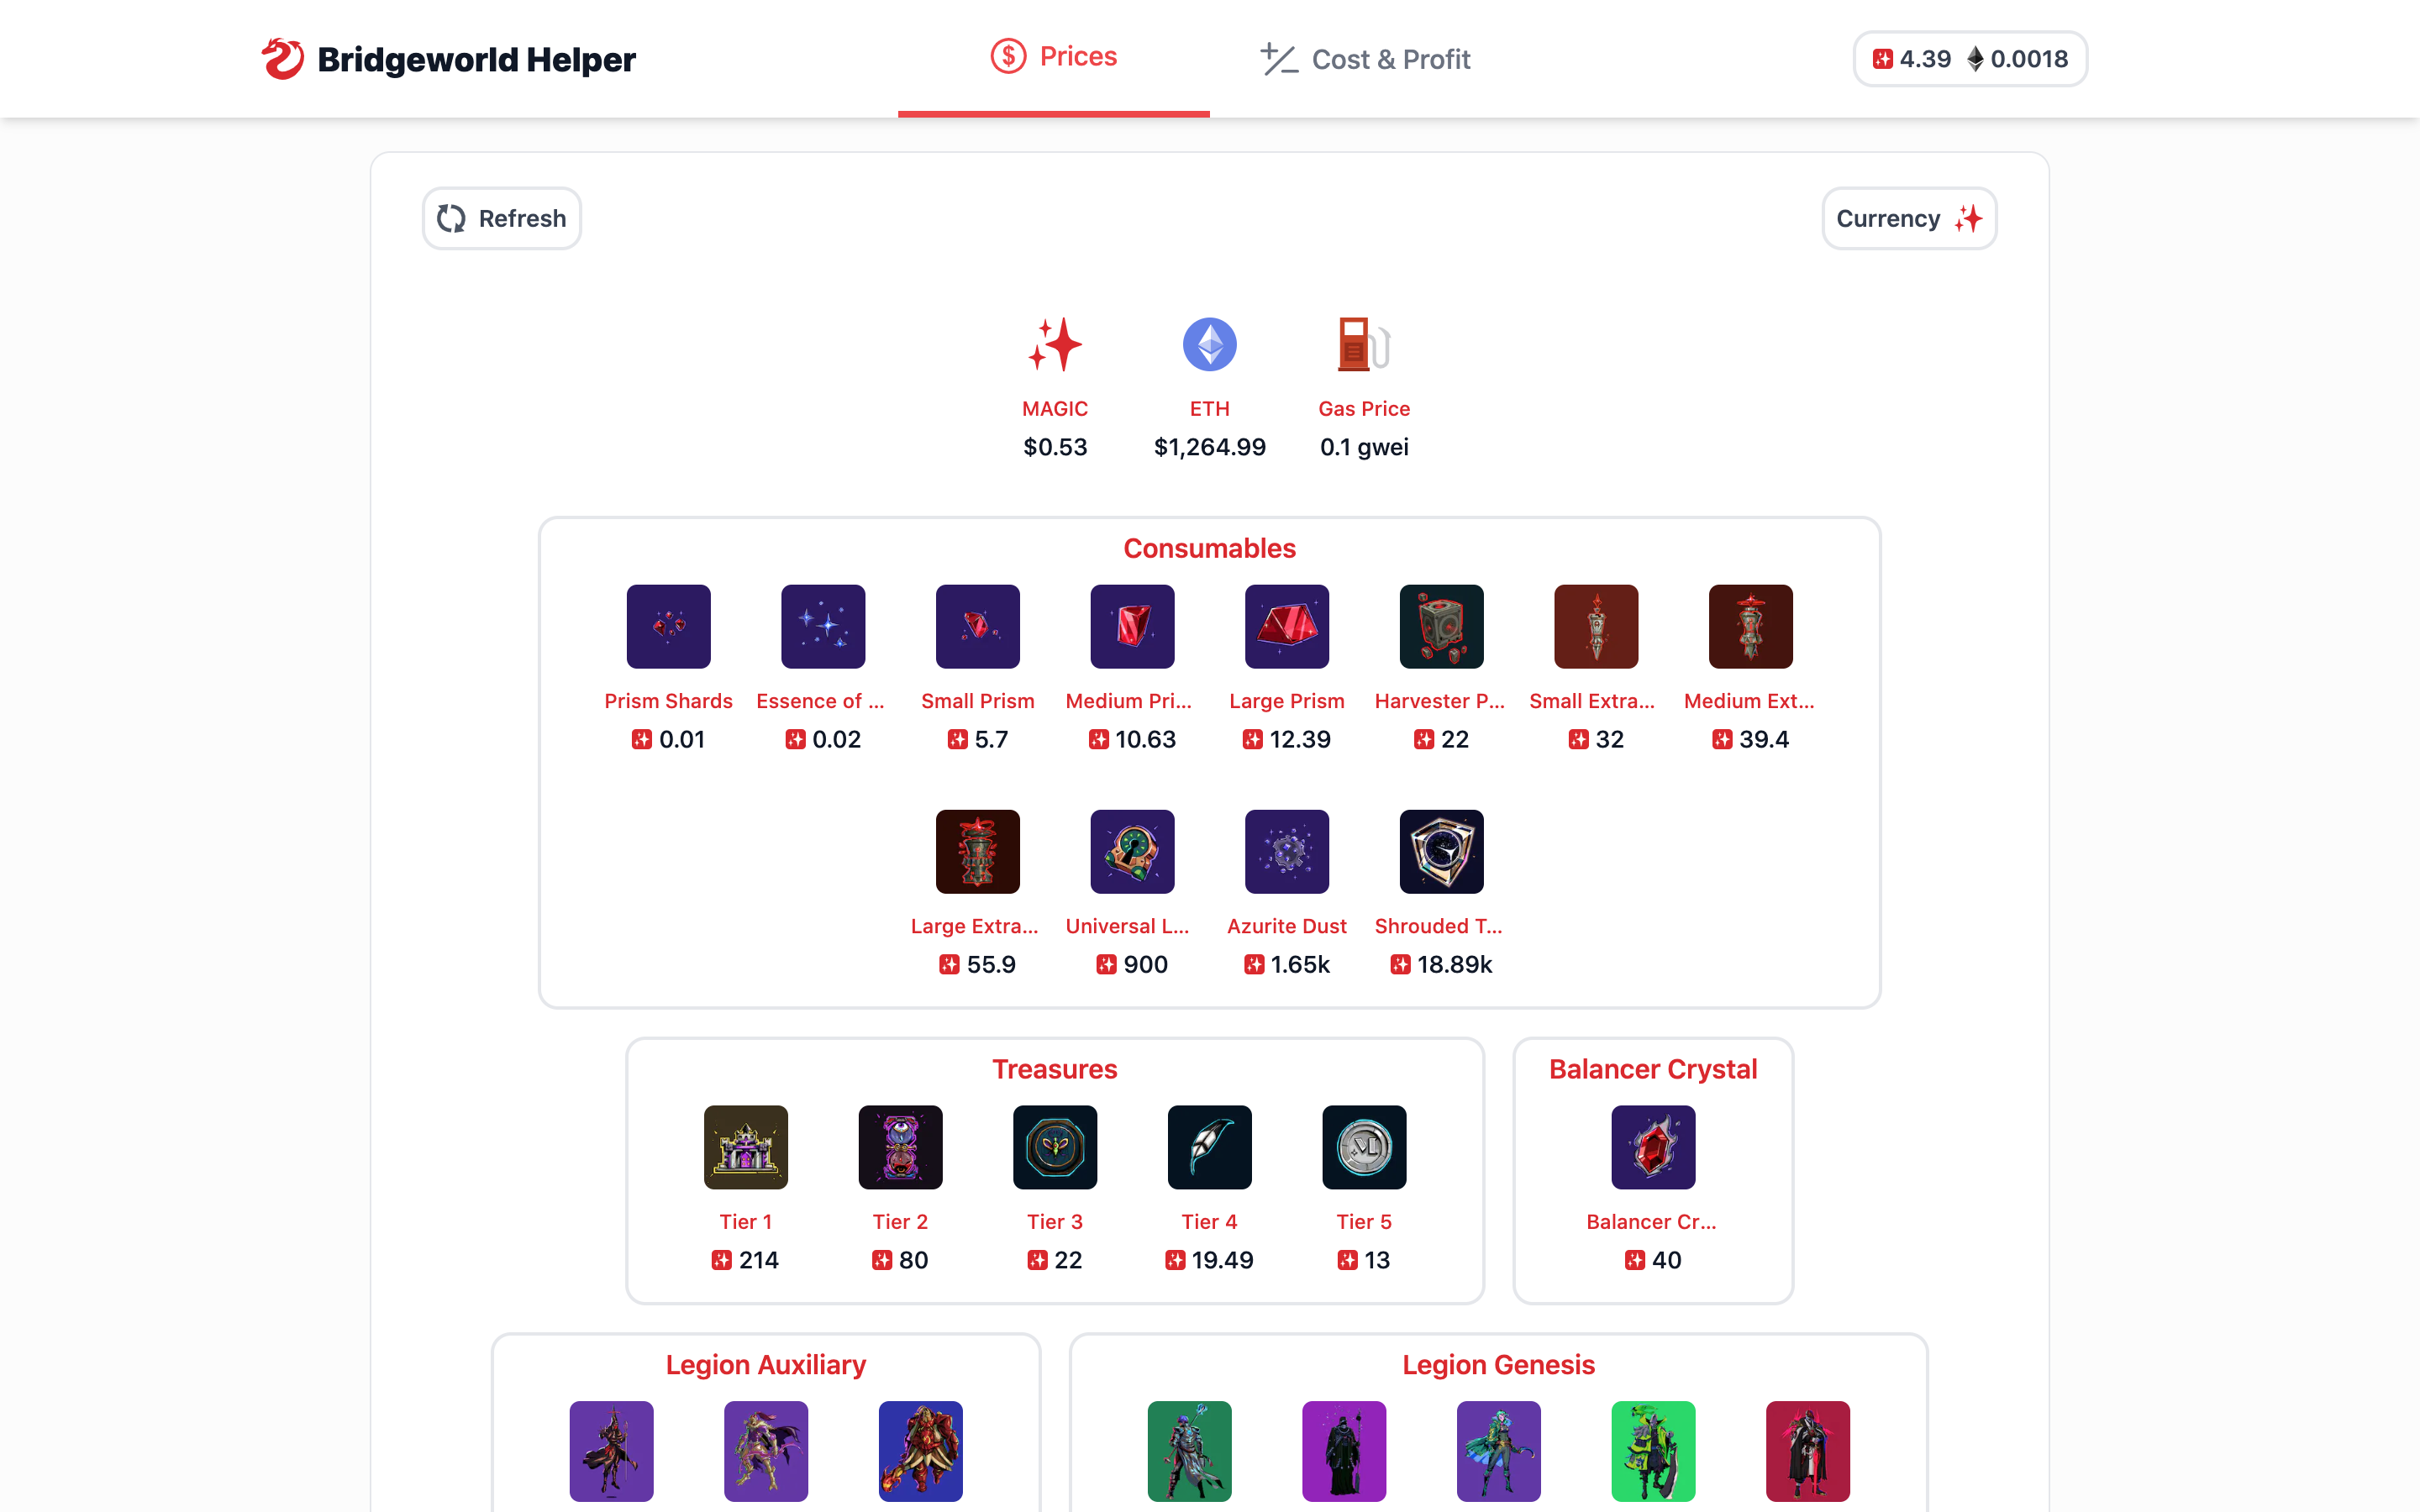 Bridgeworld Helper
Prices
Cost & Profit
4.39 0.0018
Refresh
Currency
MAGIC
$0.53
ETH
$1,264.99
Gas Price
0.1 gwei
Consumables
Prism Shards
0.01
Essence of ...
0.02
Small Prism
5.7
Medium Pri...
10.63
Large Prism
12.39
Harvester P...
22
Small Extra...
32
Medium Ext...
39.4
Large Extra...
55.9
Universal L...
900
Azurite Dust
1.65k
Shrouded T...
18.89k
Treasures
Tier 1
214
Tier 2
80
Tier 3
22
Tier 4
19.49
Tier 5
13
Balancer Crystal
Balancer Cr...
40
Legion Auxiliary
Legion Genesis